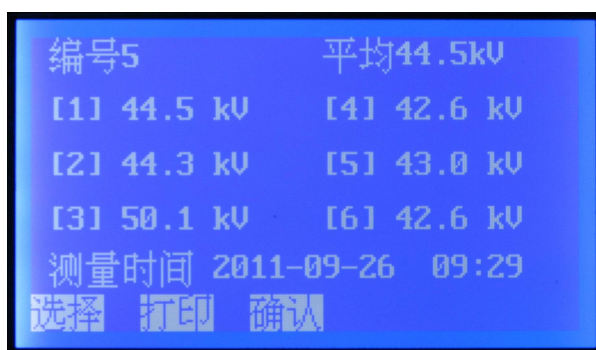 编号5 平均44.5kV
[1] 44.5 kV [4] 42.6 kV
[2] 44.3 kV [5] 43.0 kV
[3] 50.1 kV [6] 42.6 kV
测量时间 2011-09-26 09:29
选择 打印 确认